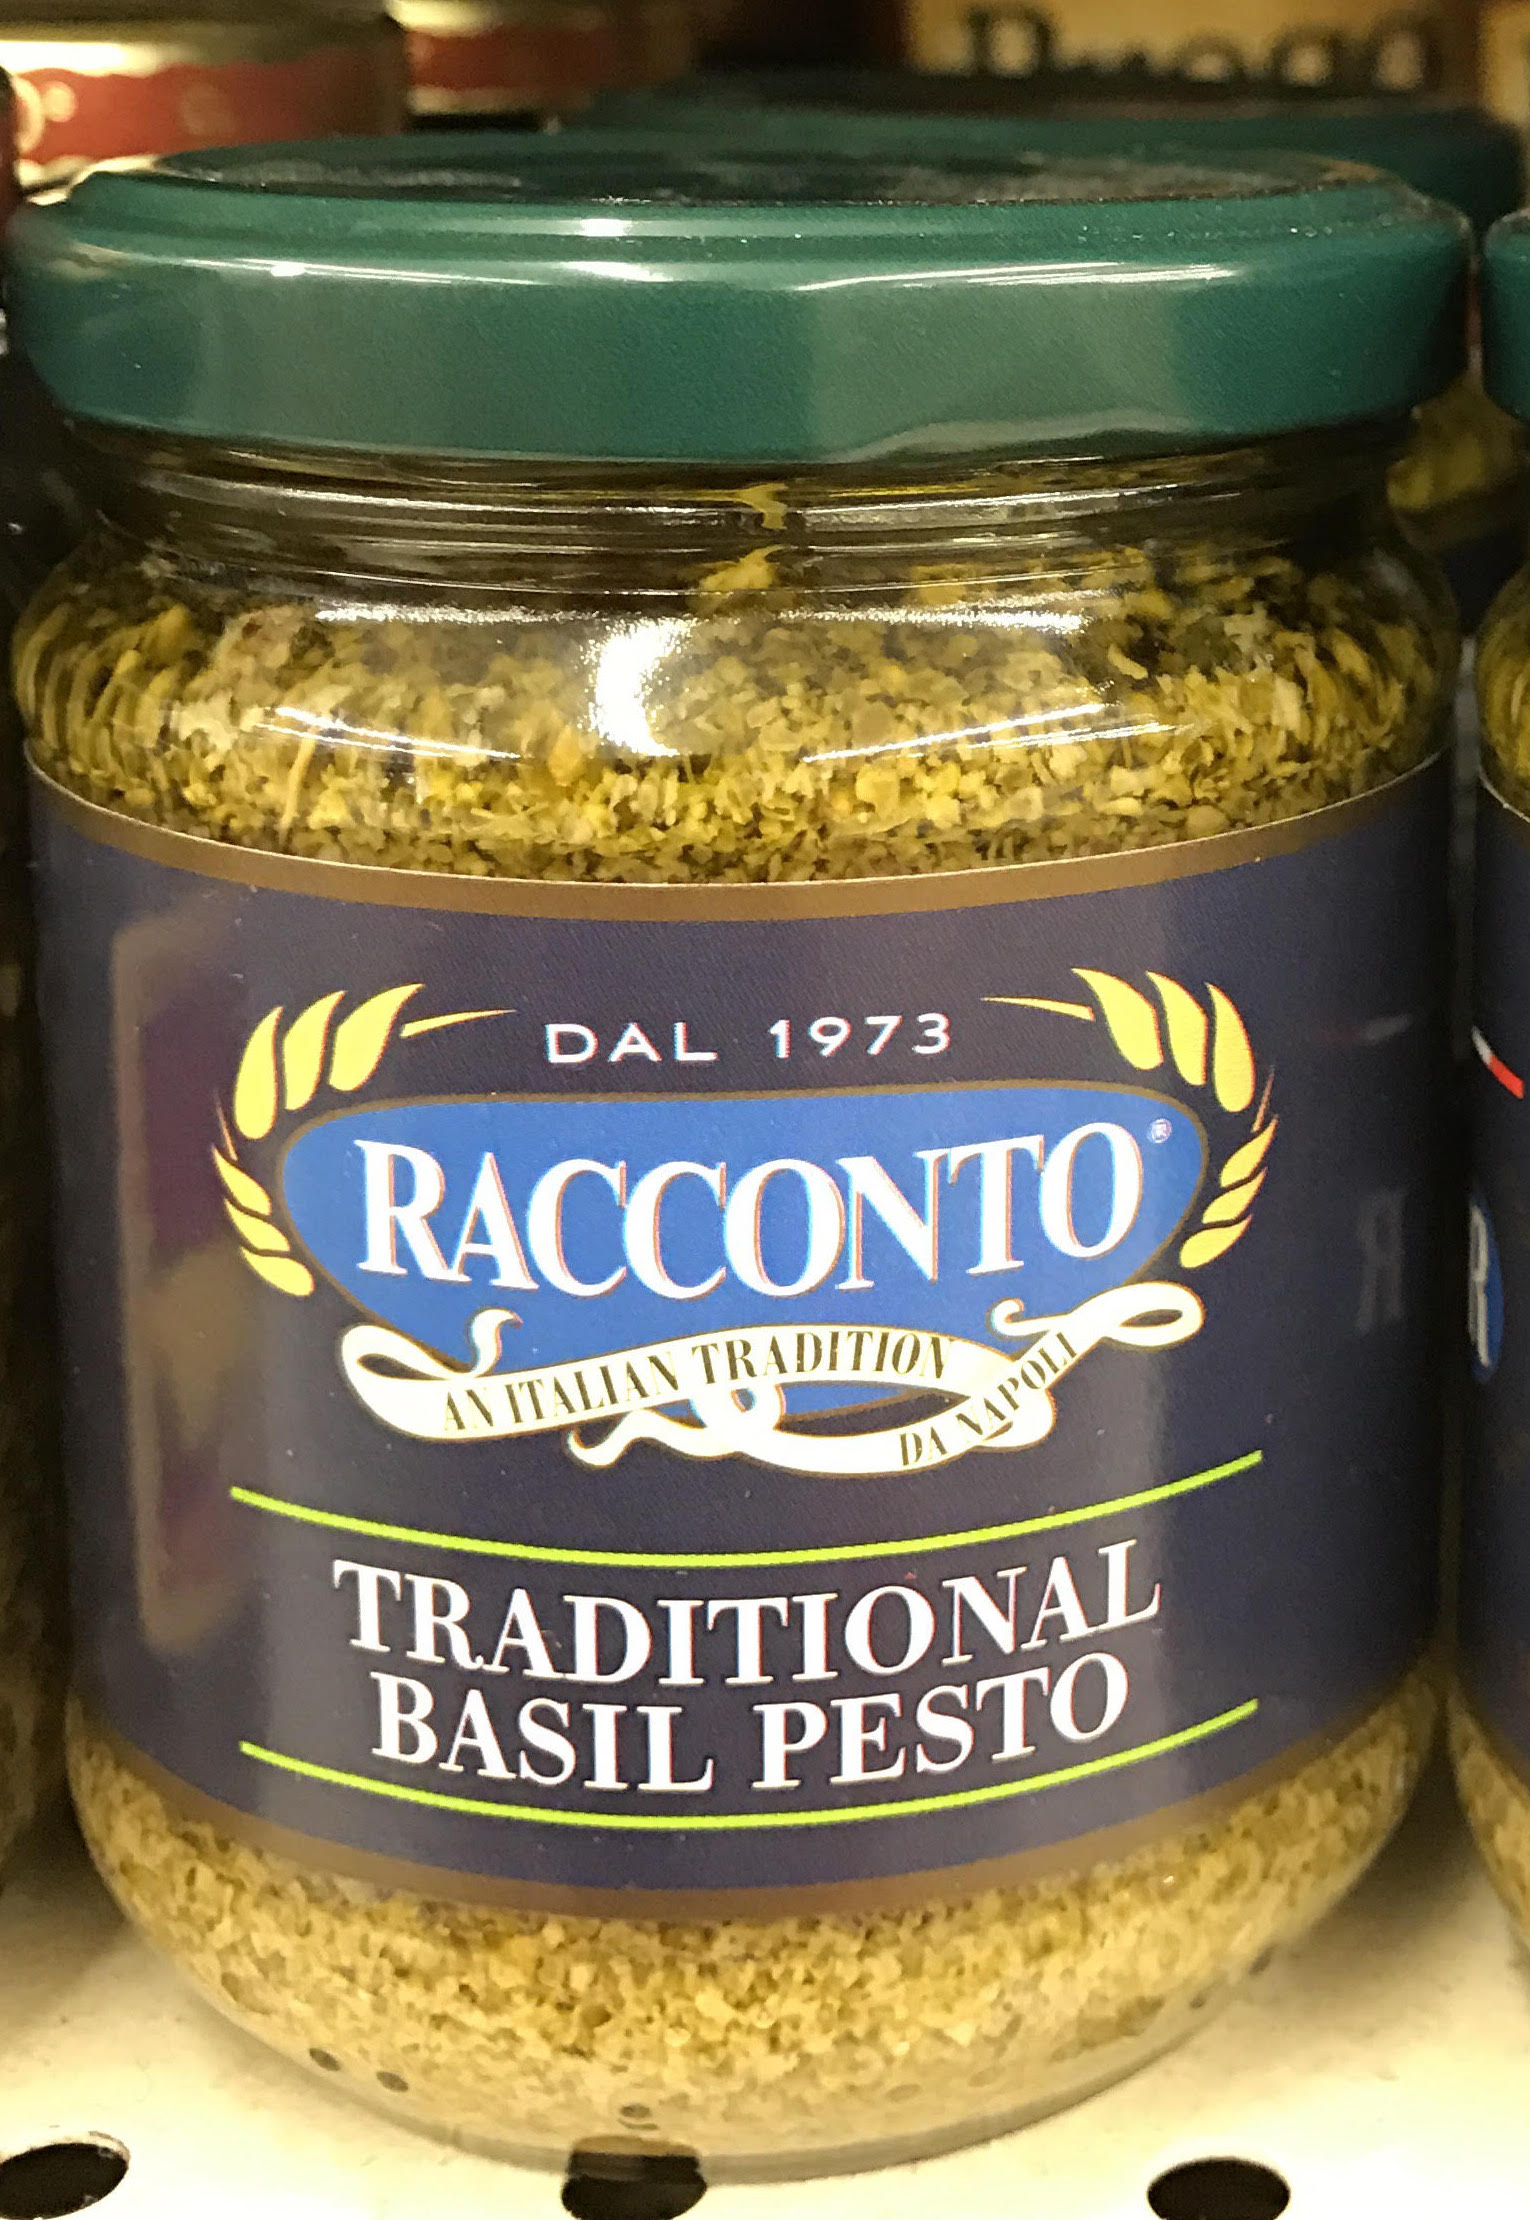 DAL 1973
RACCONTO®
AN ITALIAN TRADITION
DA NAPOLI
TRADITIONAL
BASIL PESTO